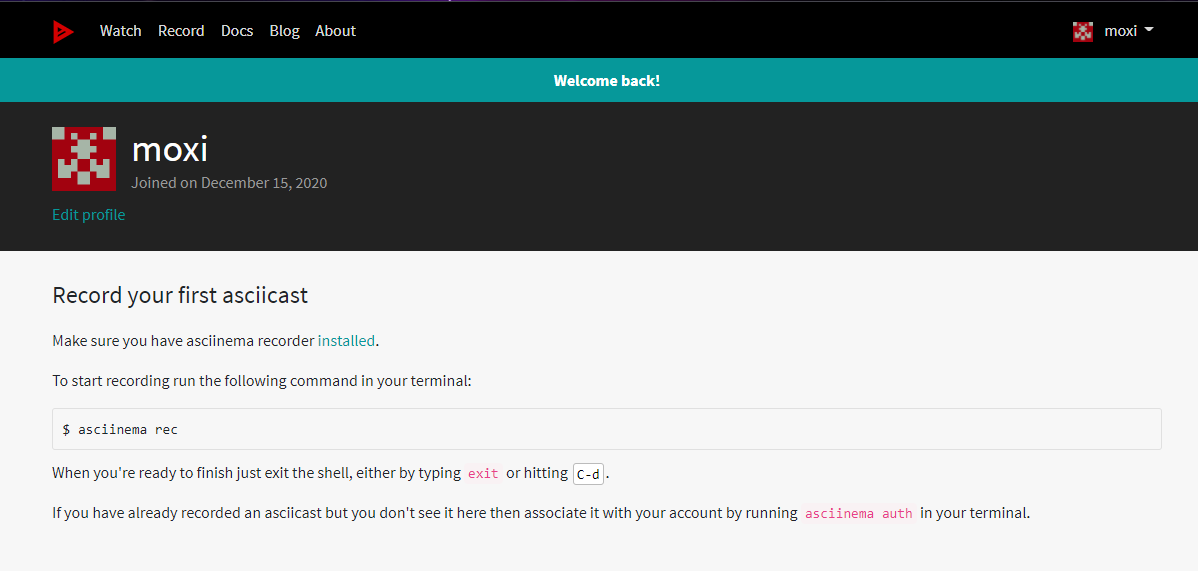 Watch Record Docs Blog About moxi
Welcome back!
moxi
Joined on December 15, 2020
Edit profile
Record your first asciicast
Make sure you have asciinema recorder installed.
To start recording run the following command in your terminal:
$ asciinema rec
When you're ready to finish just exit the shell, either by typing exit or hitting C-d.
If you have already recorded an asciicast but you don't see it here then associate it with your account by running asciinema auth in your terminal.